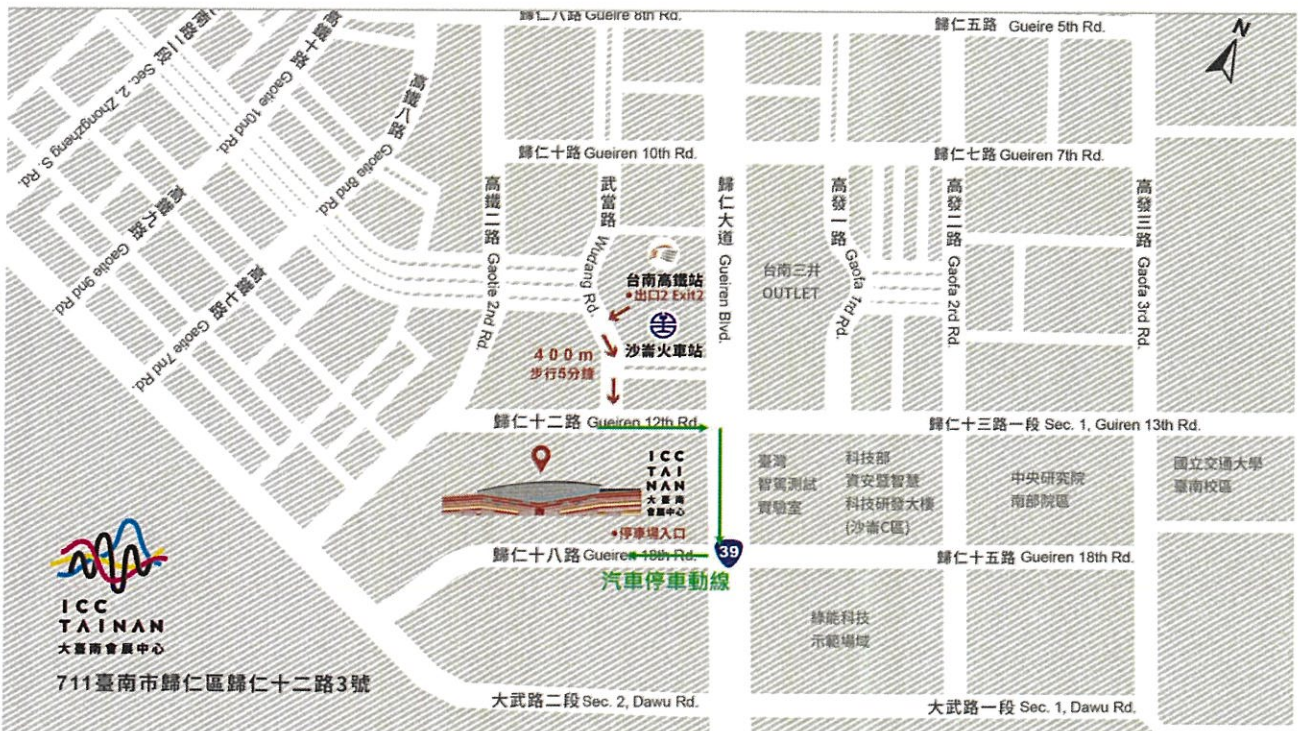 歸仁八路 Gueire 8th Rd.
歸仁五路 Gueire 5th Rd.
N
南路二段 Sec. 2, Zhongzheng S. Rd.
高鐵十路 Gaotie 10nd Rd.
高鐵八路 Gaotie 8nd Rd.
高鐵九路 Gaotie 9nd Rd.
高鐵七路 Gaotie 7nd Rd.
歸仁十路 Gueiren 10th Rd.
歸仁七路 Gueiren 7th Rd.
高鐵二路 Gaotie 2nd Rd.
武當路 Wudang Rd.
歸仁大道 Gueiren Blvd.
高發一路 Gaofa 1rd Rd.
高發二路 Gaofa 2rd Rd.
高發三路 Gaofa 3rd Rd.
台南高鐵站
•出口2 Exit2
沙崙火車站
台南三井
OUTLET
400m
步行5分鐘
歸仁十二路 Gueiren 12th Rd.
歸仁十三路一段 Sec. 1, Guiren 13th Rd.
ICC
TAI
NAN
大臺南
會展中心
•停車場入口
臺灣
智駕測試
實驗室
科技部
資安暨智慧
科技研發大樓
(沙崙C區)
中央研究院
南部院區
國立交通大學
臺南校區
歸仁十八路 Gueiren 18th Rd.
39
歸仁十五路 Gueiren 18th Rd.
汽車停車動線
綠能科技
示範場域
ICC
TAINAN
大臺南會展中心
711臺南市歸仁區歸仁十二路3號
大武路二段 Sec. 2, Dawu Rd.
大武路一段 Sec. 1, Dawu Rd.